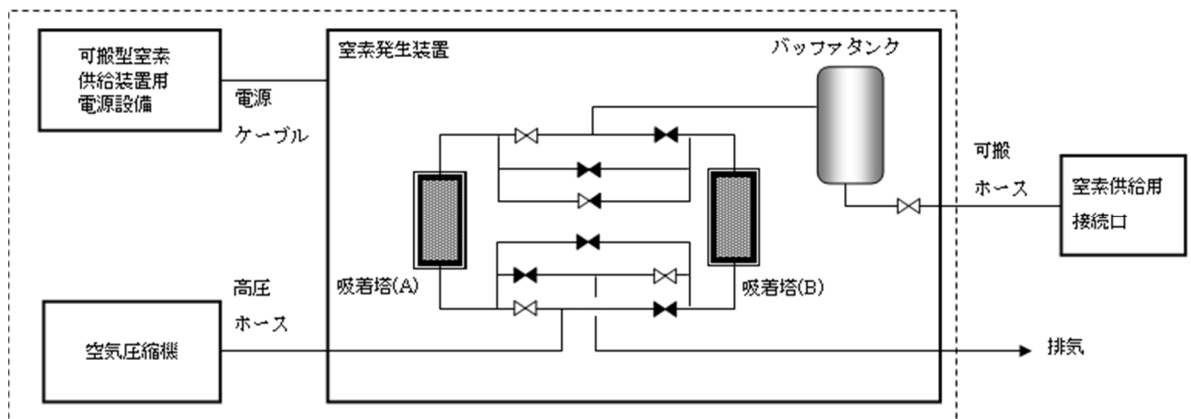 可搬型窒素
供給装置用
電源設備
電源
ケーブル
窒素発生装置
バッファタンク
可搬
ホース
窒素供給用
接続口
吸着塔(A)
吸着塔(B)
高圧
ホース
空気圧縮機
排気